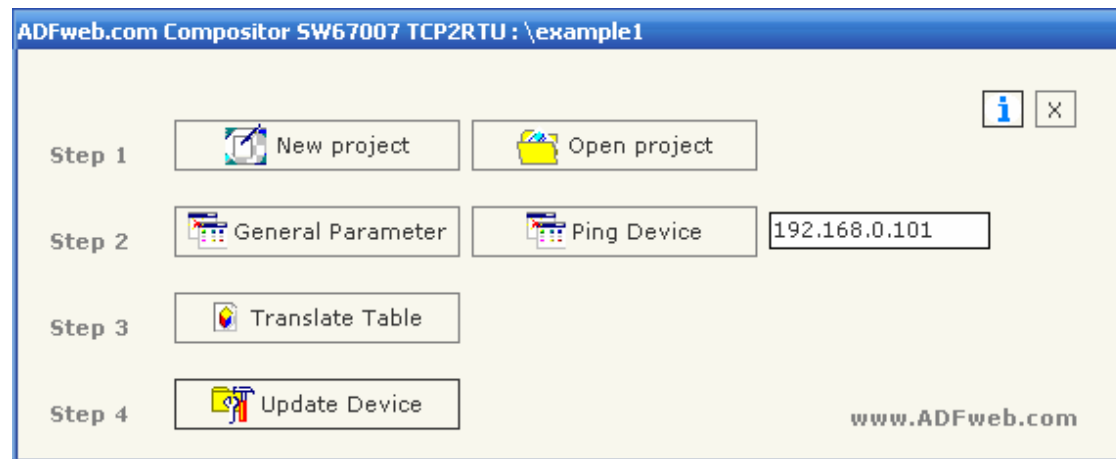 ADFweb.com Compositor SW67007 TCP2RTU : \example1
i X
Step 1 New project Open project
Step 2 General Parameter Ping Device 192.168.0.101
Step 3 Translate Table
Step 4 Update Device
www.ADFweb.com